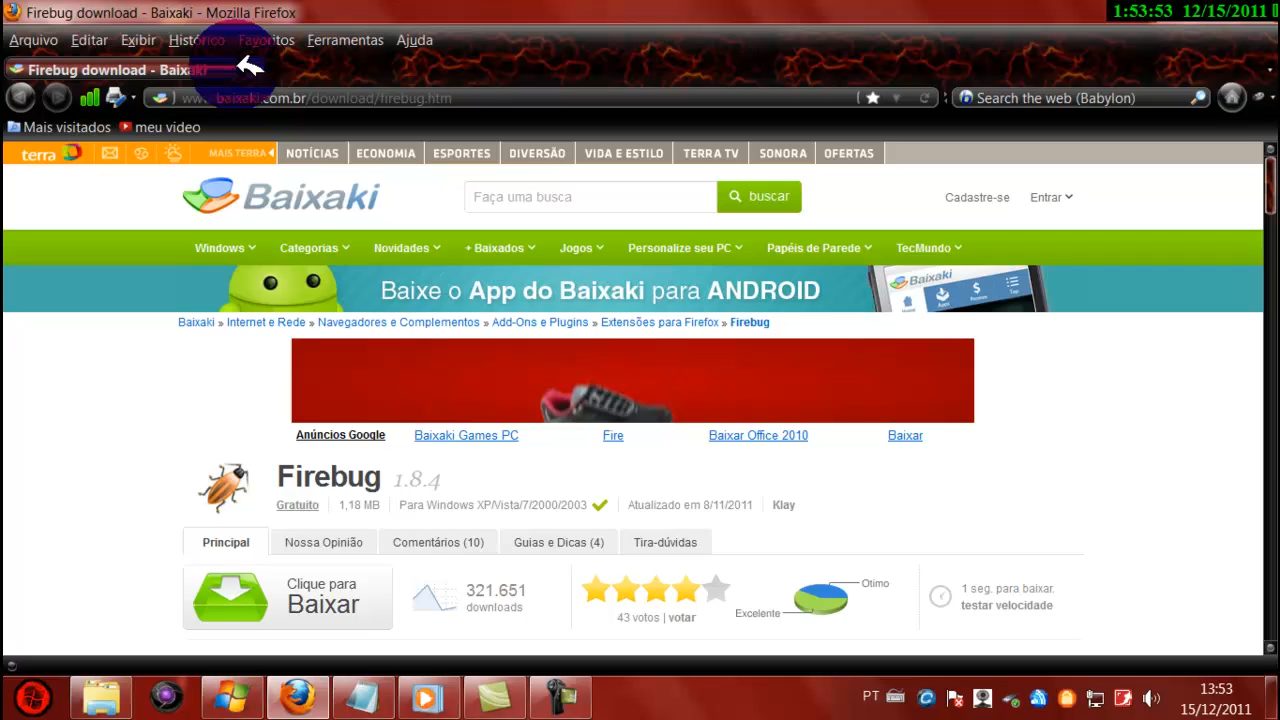 Firebug download - Baixaki - Mozilla Firefox
1:53:53 12/15/2011
Arquivo Editar Exibir Histórico Favoritos Ferramentas Ajuda
Firebug download - Baixaki
www.baixaki.com.br/download/firebug.htm
Search the web (Babylon)
Mais visitados meu video
terra MAIS TERRA NOTÍCIAS ECONOMIA ESPORTES DIVERSÃO VIDA E ESTILO TERRA TV SONORA OFERTAS
Baixaki Faça uma busca buscar Cadastre-se Entrar
Windows Categorias Novidades + Baixados Jogos Personalize seu PC Papéis de Parede TecMundo
Baixe o App do Baixaki para ANDROID
Baixaki
Baixaki » Internet e Rede » Navegadores e Complementos » Add-Ons e Plugins » Extensões para Firefox » Firebug
Anúncios Google Baixaki Games PC Fire Baixar Office 2010 Baixar
Firebug 1.8.4
Gratuito 1,18 MB Para Windows XP/Vista/7/2000/2003 Atualizado em 8/11/2011 Klay
Principal Nossa Opinião Comentários (10) Guias e Dicas (4) Tira-dúvidas
Clique para
Baixar
321.651
downloads
43 votos | votar
Otimo
Excelente
1 seg. para baixar.
testar velocidade
PT
13:53
15/12/2011